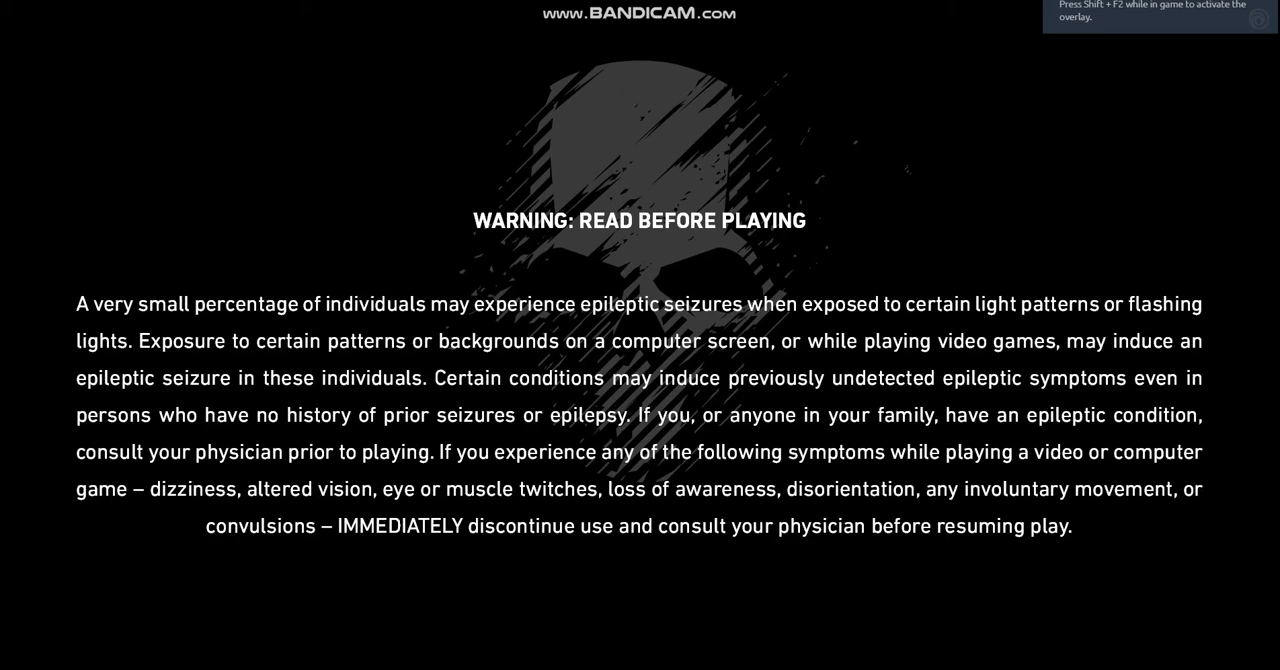 www.BANDICAM.com
Press Shift + F2 while in game to activate the
overlay.
WARNING: READ BEFORE PLAYING
A very small percentage of individuals may experience epileptic seizures when exposed to certain light patterns or flashing
lights. Exposure to certain patterns or backgrounds on a computer screen, or while playing video games, may induce an
epileptic seizure in these individuals. Certain conditions may induce previously undetected epileptic symptoms even in
persons who have no history of prior seizures or epilepsy. If you, or anyone in your family, have an epileptic condition,
consult your physician prior to playing. If you experience any of the following symptoms while playing a video or computer
game – dizziness, altered vision, eye or muscle twitches, loss of awareness, disorientation, any involuntary movement, or
convulsions – IMMEDIATELY discontinue use and consult your physician before resuming play.